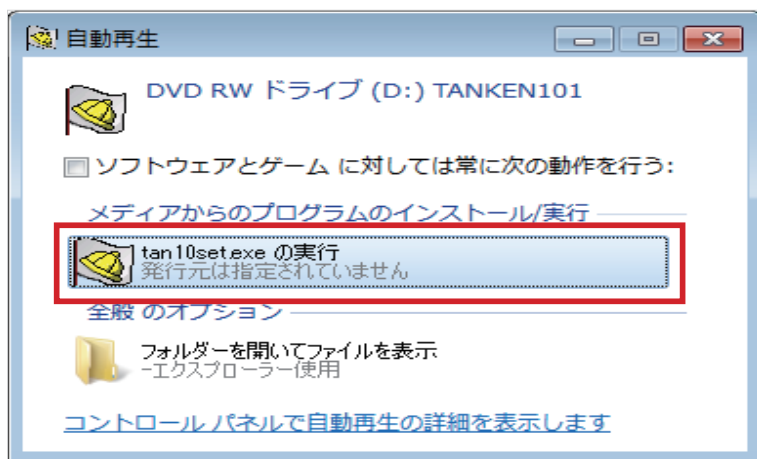 自動再生
DVD RW ドライブ (D:) TANKEN101
ソフトウェアとゲーム に対しては常に次の動作を行う:
メディアからのプログラムのインストール/実行
tan10set.exe の実行
発行元は指定されていません
全般 のオプション
フォルダーを開いてファイルを表示
-エクスプローラー使用
コントロール パネルで自動再生の詳細を表示します